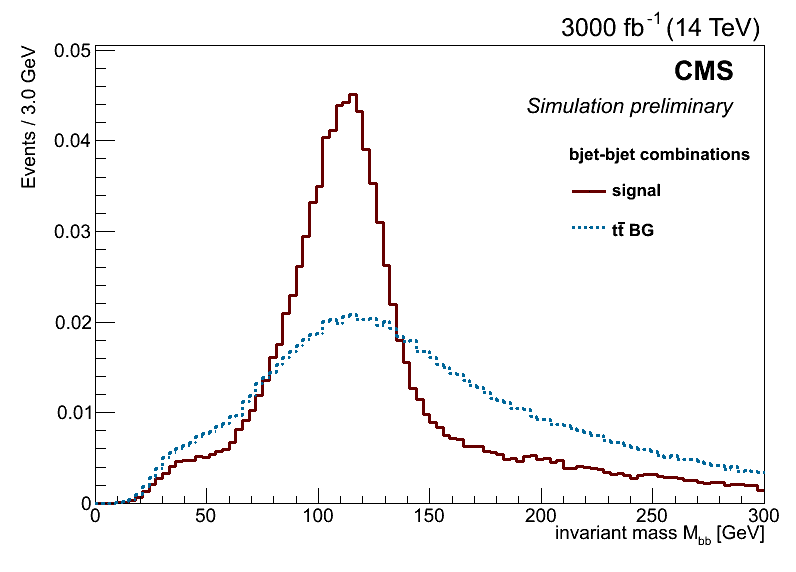 3000 fb⁻¹ (14 TeV)
CMS
Simulation preliminary
bjet-bjet combinations
signal
tt̄ BG
Events / 3.0 GeV
0.05
0.04
0.03
0.02
0.01
0
0 50 100 150 200 250 300
invariant mass M_bb [GeV]